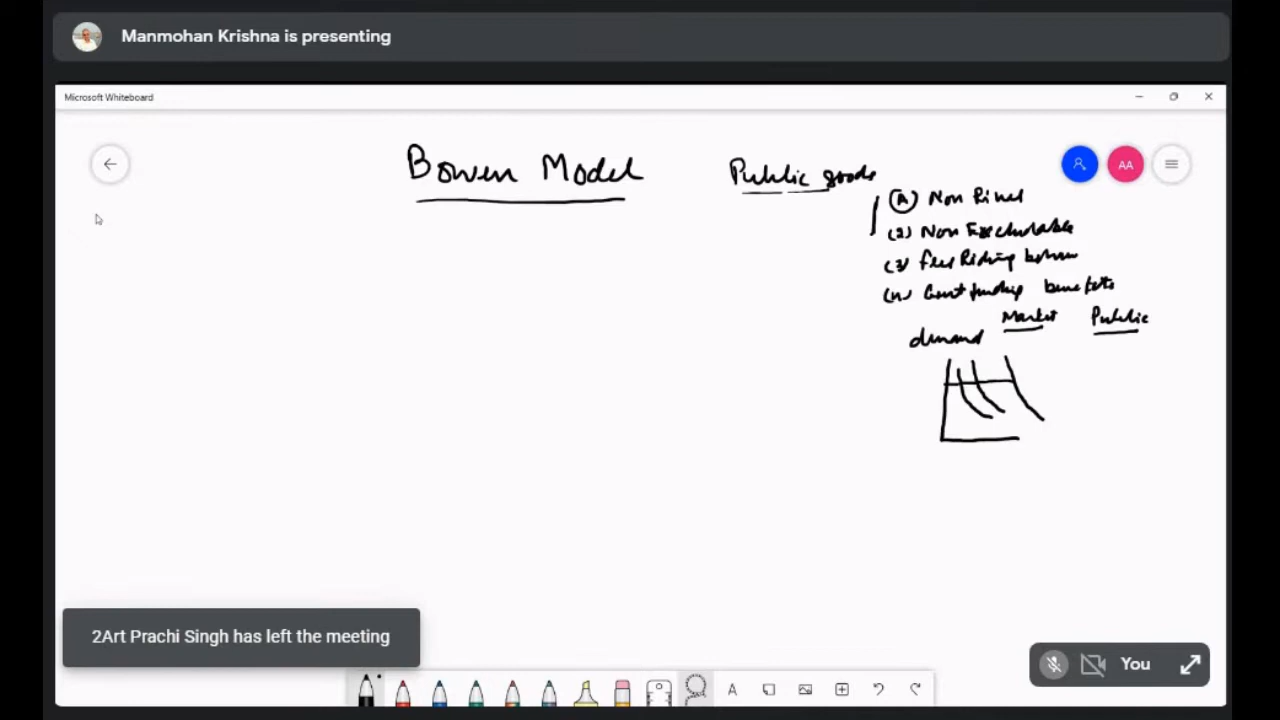 Manmohan Krishna is presenting
Microsoft Whiteboard
Bowen Model
Public goods
AA
(1) Non Rival
(2) Non Excludable
(3) Free Riding
(4) benefits
Market Public
demand
2Art Prachi Singh has left the meeting
You
A